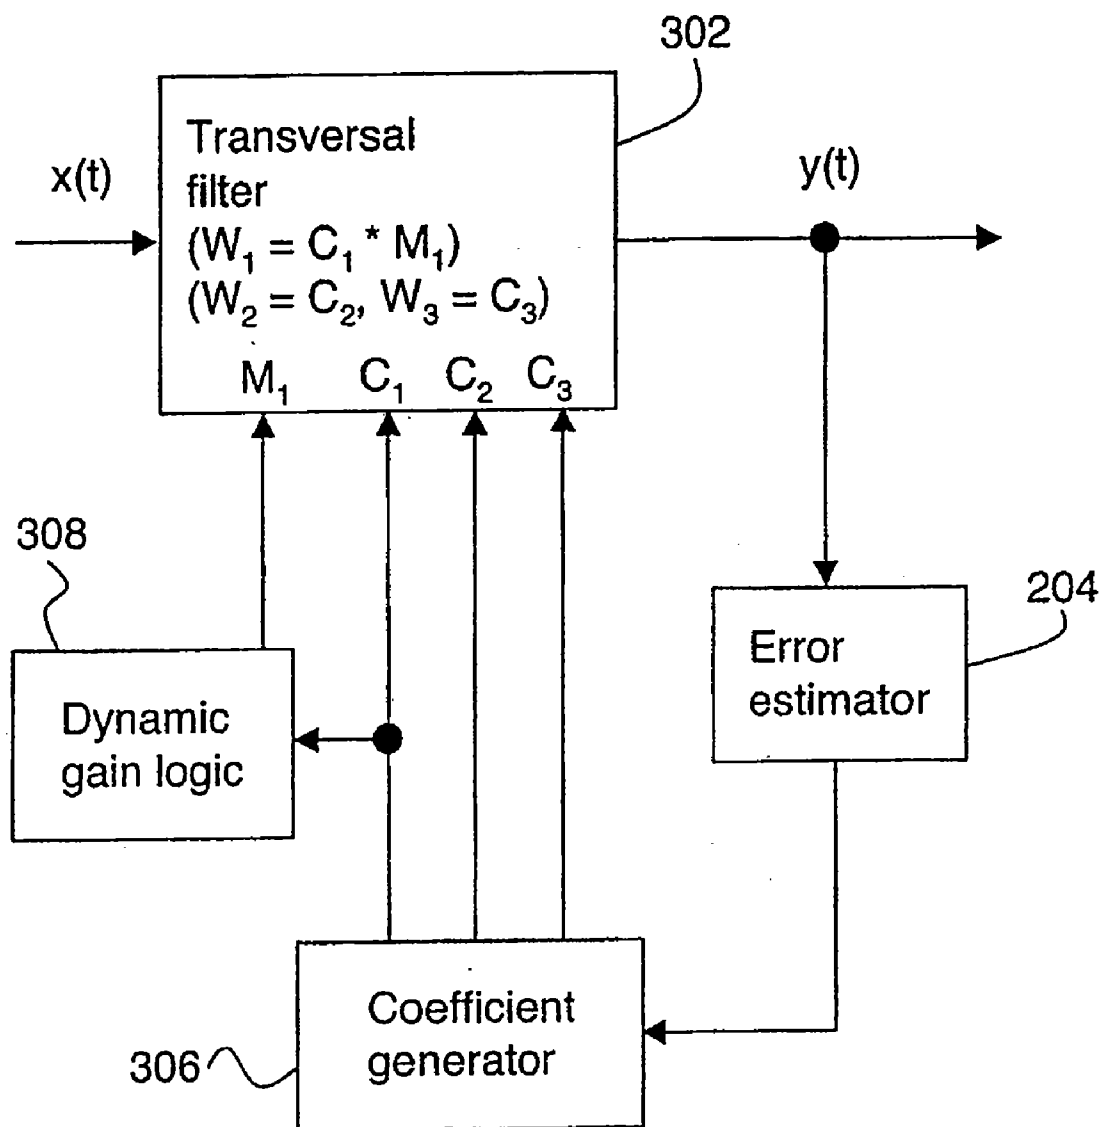 302
Transversal
filter
x(t)
y(t)
(W₁ = C₁ * M₁)
(W₂ = C₂, W₃ = C₃)
M₁ C₁ C₂ C₃
308
204
Error
estimator
Dynamic
gain logic
Coefficient
generator
306